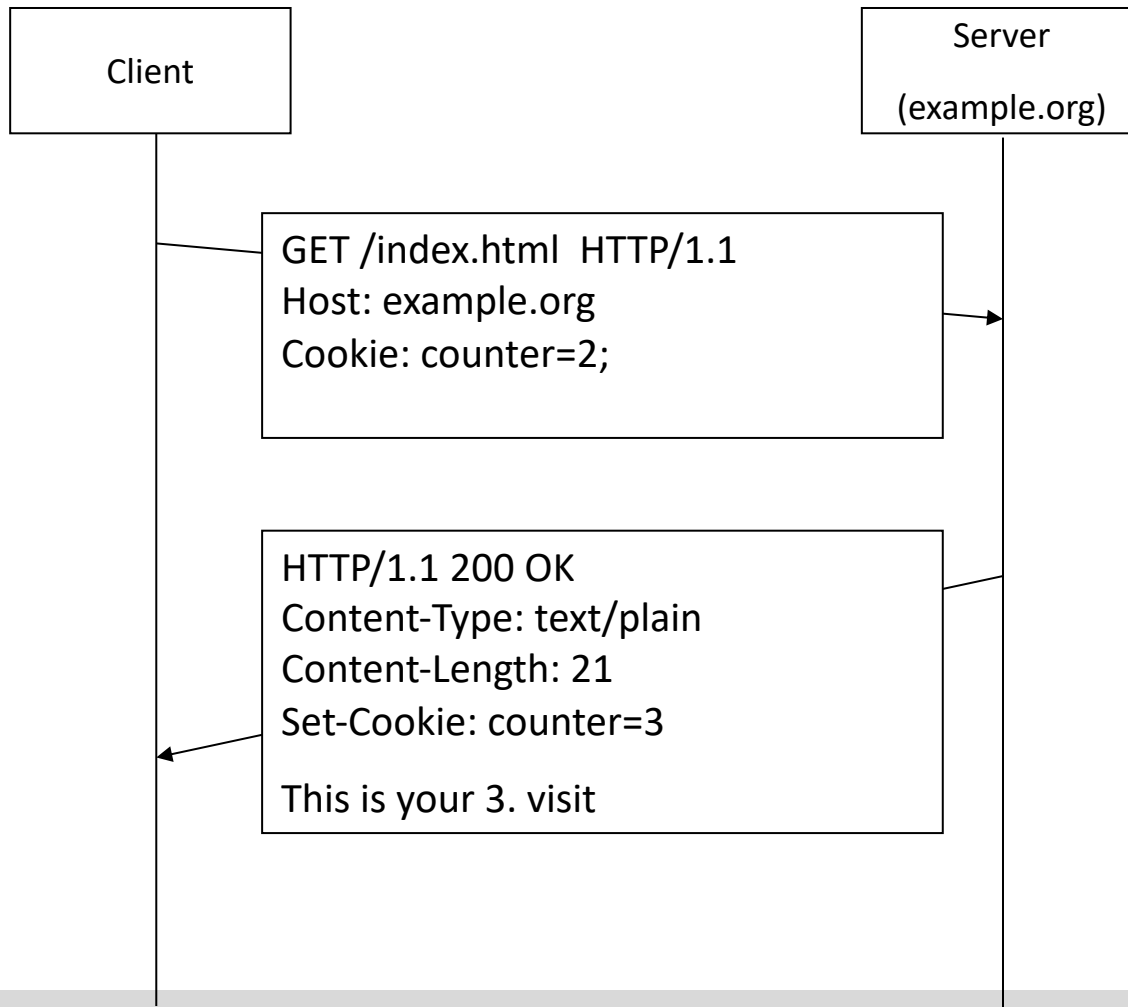 Client
Server
(example.org)
GET /index.html  HTTP/1.1
Host: example.org
Cookie: counter=2;
HTTP/1.1 200 OK
Content-Type: text/plain
Content-Length: 21
Set-Cookie: counter=3
This is your 3. visit